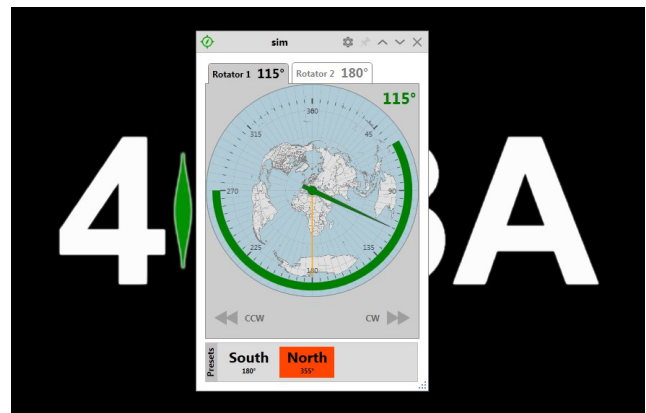 sim
Rotator 1 115° Rotator 2 180°
115°
360
315 45
270 90
225 135
180
CCW CW
Presets
South North
180° 355°
4 A